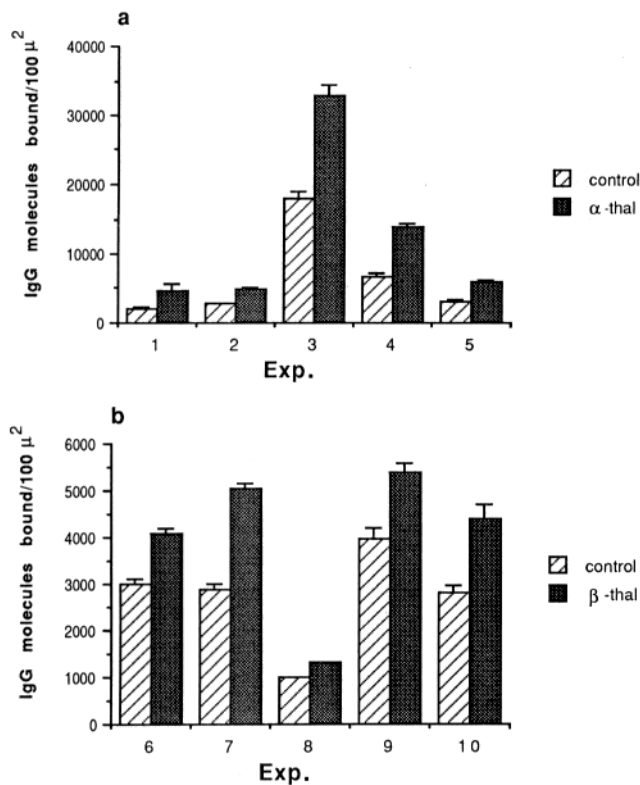 a
IgG molecules bound/100 µ²
40000
30000
20000
10000
0
1 2 3 4 5
Exp.
control
α-thal
b
IgG molecules bound/100 µ²
6000
5000
4000
3000
2000
1000
0
6 7 8 9 10
Exp.
control
β-thal